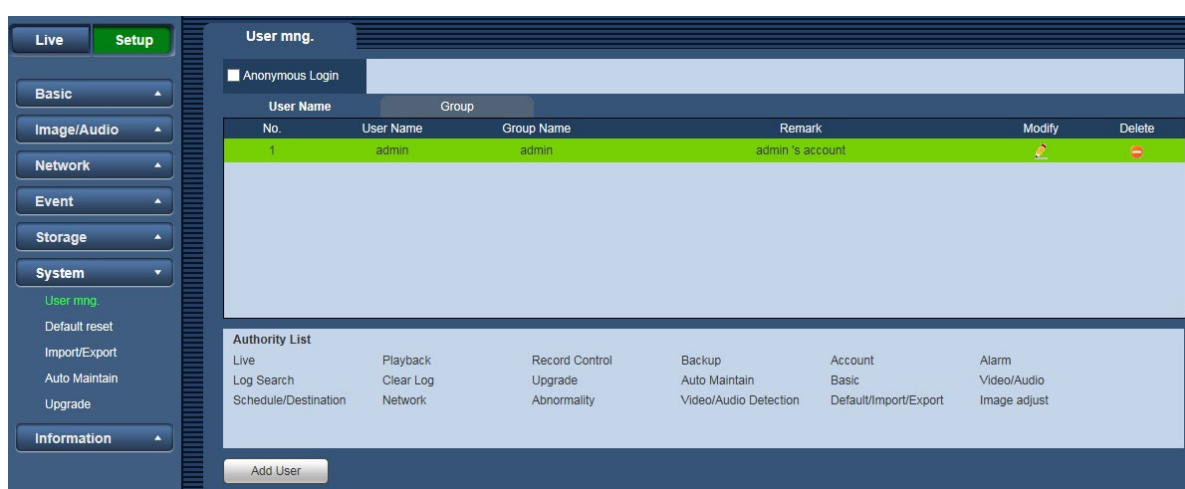 Live Setup
User mng.
Anonymous Login
Basic
User Name Group
Image/Audio
No. User Name Group Name Remark Modify Delete
1 admin admin admin 's account
Network
Event
Storage
System
User mng.
Default reset
Import/Export
Auto Maintain
Upgrade
Information
Authority List
Live Playback Record Control Backup Account Alarm
Log Search Clear Log Upgrade Auto Maintain Basic Video/Audio
Schedule/Destination Network Abnormality Video/Audio Detection Default/Import/Export Image adjust
Add User